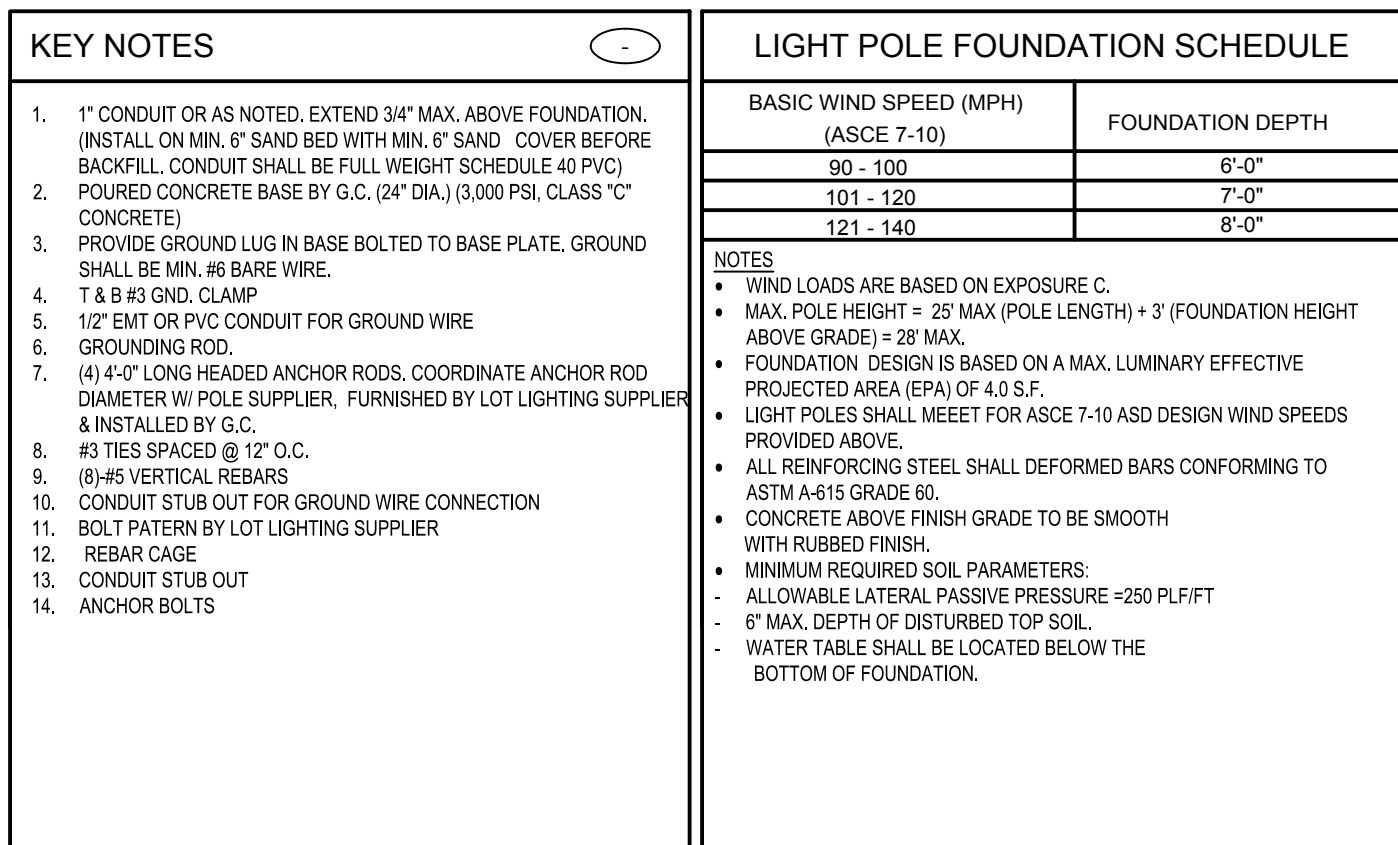 KEY NOTES
-
1. 1" CONDUIT OR AS NOTED. EXTEND 3/4" MAX. ABOVE FOUNDATION.
(INSTALL ON MIN. 6" SAND BED WITH MIN. 6" SAND COVER BEFORE
BACKFILL. CONDUIT SHALL BE FULL WEIGHT SCHEDULE 40 PVC)
2. POURED CONCRETE BASE BY G.C. (24" DIA.) (3,000 PSI, CLASS "C"
CONCRETE)
3. PROVIDE GROUND LUG IN BASE BOLTED TO BASE PLATE. GROUND
SHALL BE MIN. #6 BARE WIRE.
4. T & B #3 GND. CLAMP
5. 1/2" EMT OR PVC CONDUIT FOR GROUND WIRE
6. GROUNDING ROD.
7. (4) 4'-0" LONG HEADED ANCHOR RODS. COORDINATE ANCHOR ROD
DIAMETER W/ POLE SUPPLIER, FURNISHED BY LOT LIGHTING SUPPLIER
& INSTALLED BY G.C.
8. #3 TIES SPACED @ 12" O.C.
9. (8)-#5 VERTICAL REBARS
10. CONDUIT STUB OUT FOR GROUND WIRE CONNECTION
11. BOLT PATERN BY LOT LIGHTING SUPPLIER
12. REBAR CAGE
13. CONDUIT STUB OUT
14. ANCHOR BOLTS
LIGHT POLE FOUNDATION SCHEDULE
BASIC WIND SPEED (MPH)
(ASCE 7-10)
FOUNDATION DEPTH
90 - 100 6'-0"
101 - 120 7'-0"
121 - 140 8'-0"
NOTES
• WIND LOADS ARE BASED ON EXPOSURE C.
• MAX. POLE HEIGHT = 25' MAX (POLE LENGTH) + 3' (FOUNDATION HEIGHT
ABOVE GRADE) = 28' MAX.
• FOUNDATION DESIGN IS BASED ON A MAX. LUMINARY EFFECTIVE
PROJECTED AREA (EPA) OF 4.0 S.F.
• LIGHT POLES SHALL MEEET FOR ASCE 7-10 ASD DESIGN WIND SPEEDS
PROVIDED ABOVE.
• ALL REINFORCING STEEL SHALL DEFORMED BARS CONFORMING TO
ASTM A-615 GRADE 60.
• CONCRETE ABOVE FINISH GRADE TO BE SMOOTH
WITH RUBBED FINISH.
• MINIMUM REQUIRED SOIL PARAMETERS:
- ALLOWABLE LATERAL PASSIVE PRESSURE =250 PLF/FT
- 6" MAX. DEPTH OF DISTURBED TOP SOIL.
- WATER TABLE SHALL BE LOCATED BELOW THE
BOTTOM OF FOUNDATION.